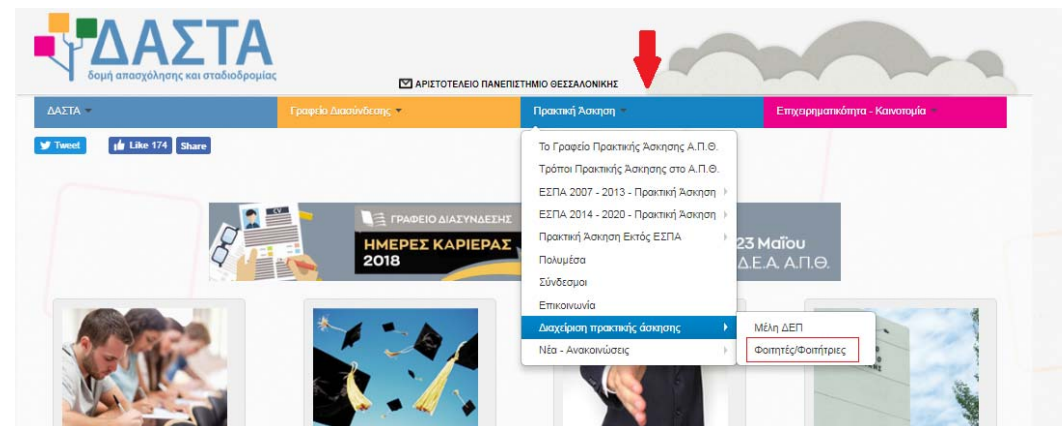 ΔΑΣΤΑ
δομή απασχόλησης και σταδιοδρομίας
ΑΡΙΣΤΟΤΕΛΕΙΟ ΠΑΝΕΠΙΣΤΗΜΙΟ ΘΕΣΣΑΛΟΝΙΚΗΣ
ΔΑΣΤΑ Γραφείο Διασύνδεσης Πρακτική Άσκηση Επιχειρηματικότητα - Καινοτομία
Tweet Like 174 Share
Το Γραφείο Πρακτικής Άσκησης Α.Π.Θ.
Τρόποι Πρακτικής Άσκησης στο Α.Π.Θ.
ΕΣΠΑ 2007 - 2013 - Πρακτική Άσκηση
ΕΣΠΑ 2014 - 2020 - Πρακτική Άσκηση
Πρακτική Άσκηση Εκτός ΕΣΠΑ
Πολυμέσα
Σύνδεσμοι
Επικοινωνία
Διαχείριση πρακτικής άσκησης
Νέα - Ανακοινώσεις
Μέλη ΔΕΠ
Φοιτητές/Φοιτήτριες
CV
ΓΡΑΦΕΙΟ ΔΙΑΣΥΝΔΕΣΗΣ
ΗΜΕΡΕΣ ΚΑΡΙΕΡΑΣ
2018
23 Μαΐου
Δ.Ε.Α. Α.Π.Θ.